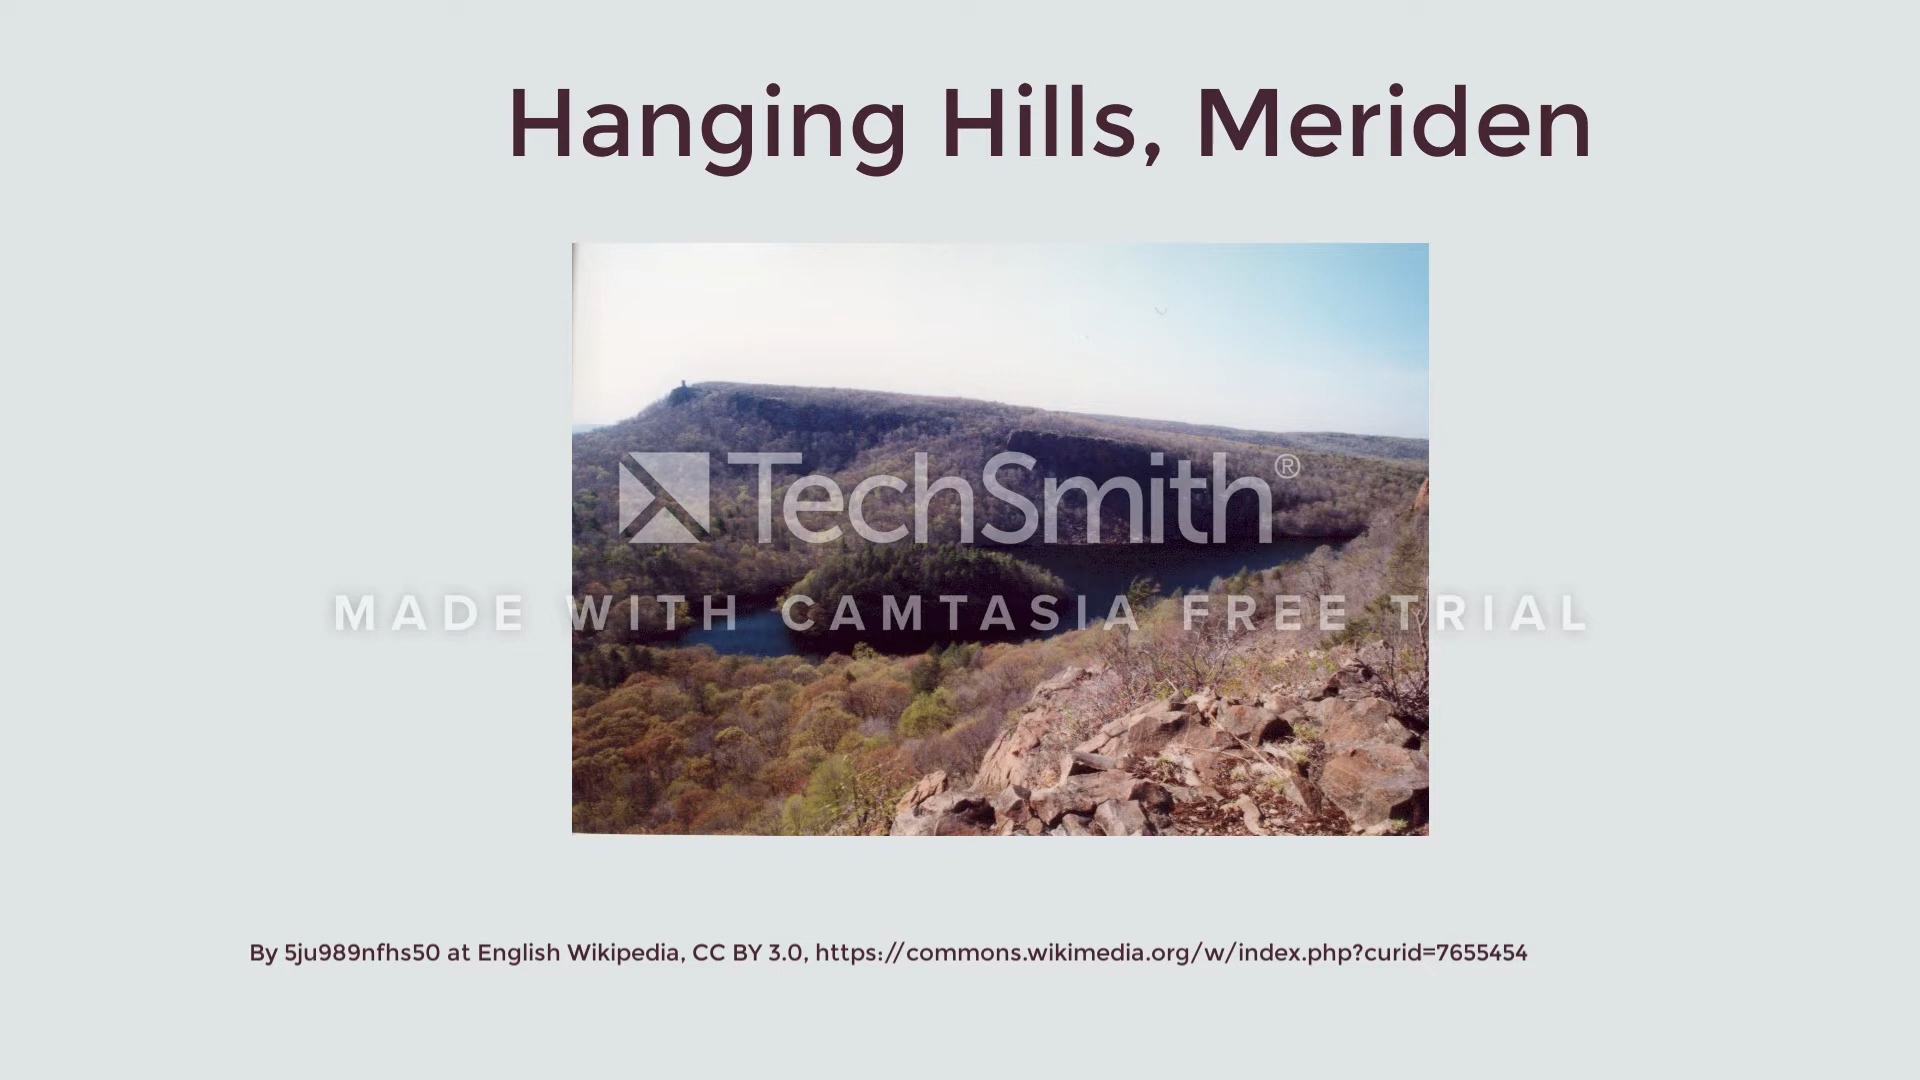 Hanging Hills, Meriden
TechSmith®
MADE WITH CAMTASIA FREE TRIAL
By 5ju989nfhs50 at English Wikipedia, CC BY 3.0, https://commons.wikimedia.org/w/index.php?curid=7655454